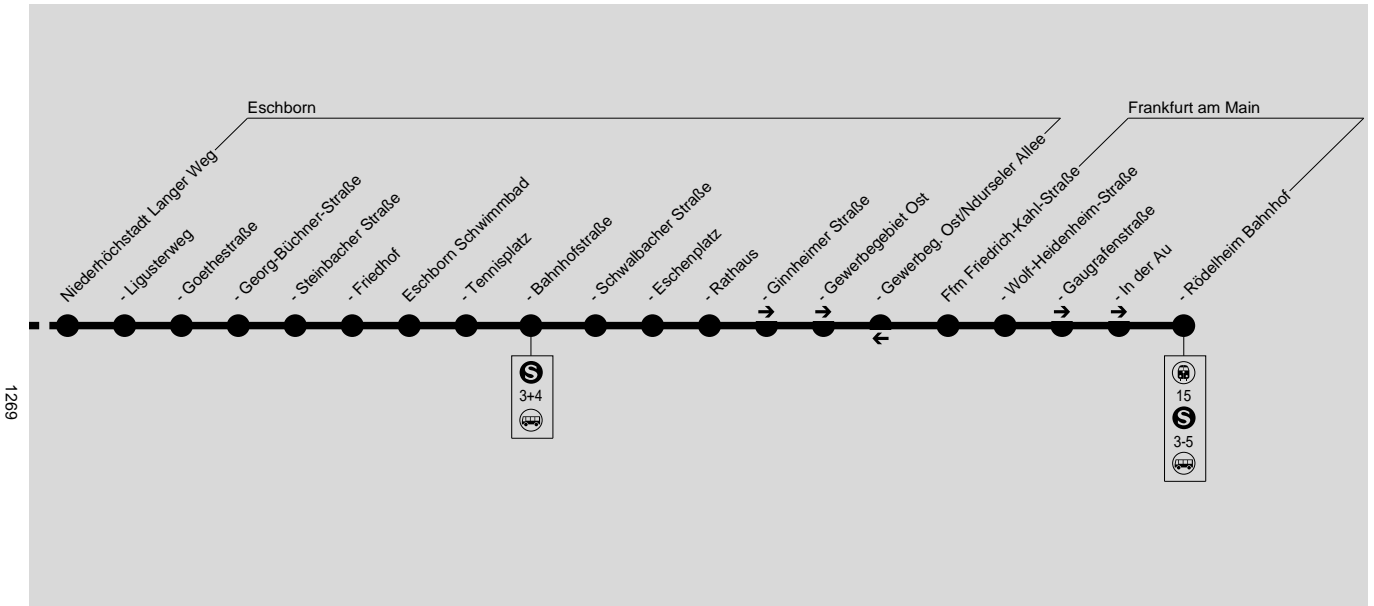 Eschborn
Frankfurt am Main
Niederhöchstadt Langer Weg
- Ligusterweg
- Goethestraße
- Georg-Büchner-Straße
- Steinbacher Straße
- Friedhof
Eschborn Schwimmbad
- Tennisplatz
- Bahnhofstraße
- Schwalbacher Straße
- Eschenplatz
- Rathaus
- Ginnheimer Straße
- Gewerbegebiet Ost
- Gewerbeg. Ost/Ndurseler Allee
Ffm Friedrich-Kahl-Straße
- Wolf-Heidenheim-Straße
- Gaugrafenstraße
- In der Au
- Rödelheim Bahnhof
S
3+4
15
S
3-5
1269